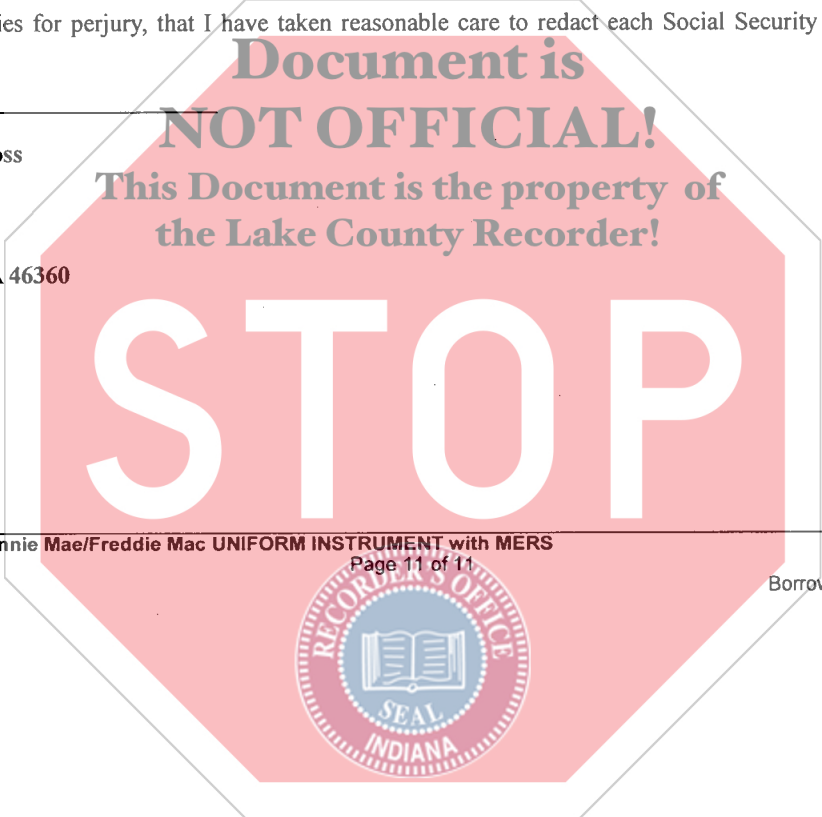 ies for perjury, that I have taken reasonable care to redact each Social Security
Document is
NOT OFFICIAL!
oss
This Document is the property of
the Lake County Recorder!
46360
STOP
nnie Mae/Freddie Mac UNIFORM INSTRUMENT with MERS
Page 11 of 11
Borrow
RECORDER'S OFFICE
SEAL
INDIANA